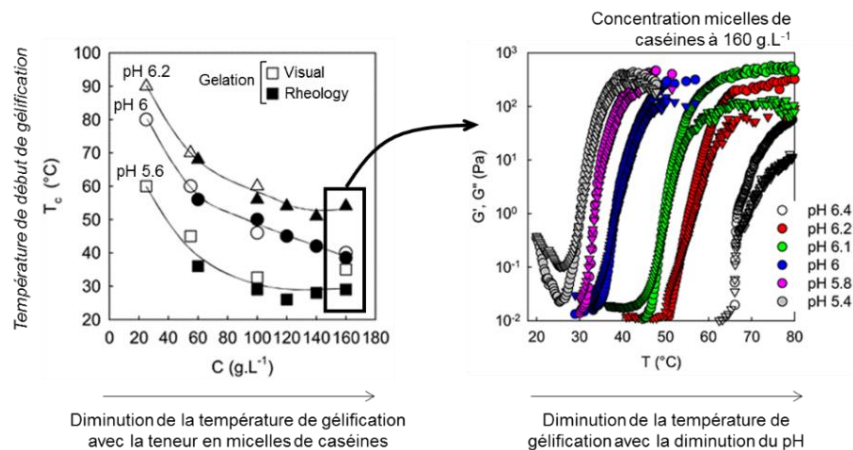 Concentration micelles de
caséines à 160 g.L-1
Température de début de gélification
Tc (°C)
100
90
80
70
60
50
40
30
20
pH 6.2
pH 6
pH 5.6
Gelation
Visual
Rheology
0 20 40 60 80 100 120 140 160 180
C (g.L-1)
Diminution de la température de gélification
avec la teneur en micelles de caséines
G', G" (Pa)
10³
10²
10¹
10⁰
10-1
10-2
pH 6.4
pH 6.2
pH 6.1
pH 6
pH 5.8
pH 5.4
20 30 40 50 60 70 80
T (°C)
Diminution de la température de
gélification avec la diminution du pH